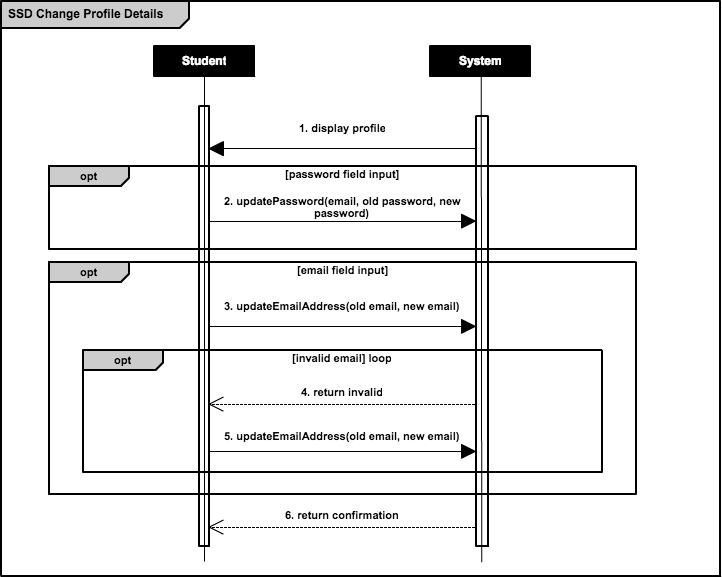 SSD Change Profile Details
Student
System
1. display profile
opt
[password field input]
2. updatePassword(email, old password, new
password)
opt
[email field input]
3. updateEmailAddress(old email, new email)
opt
[invalid email] loop
4. return invalid
5. updateEmailAddress(old email, new email)
6. return confirmation